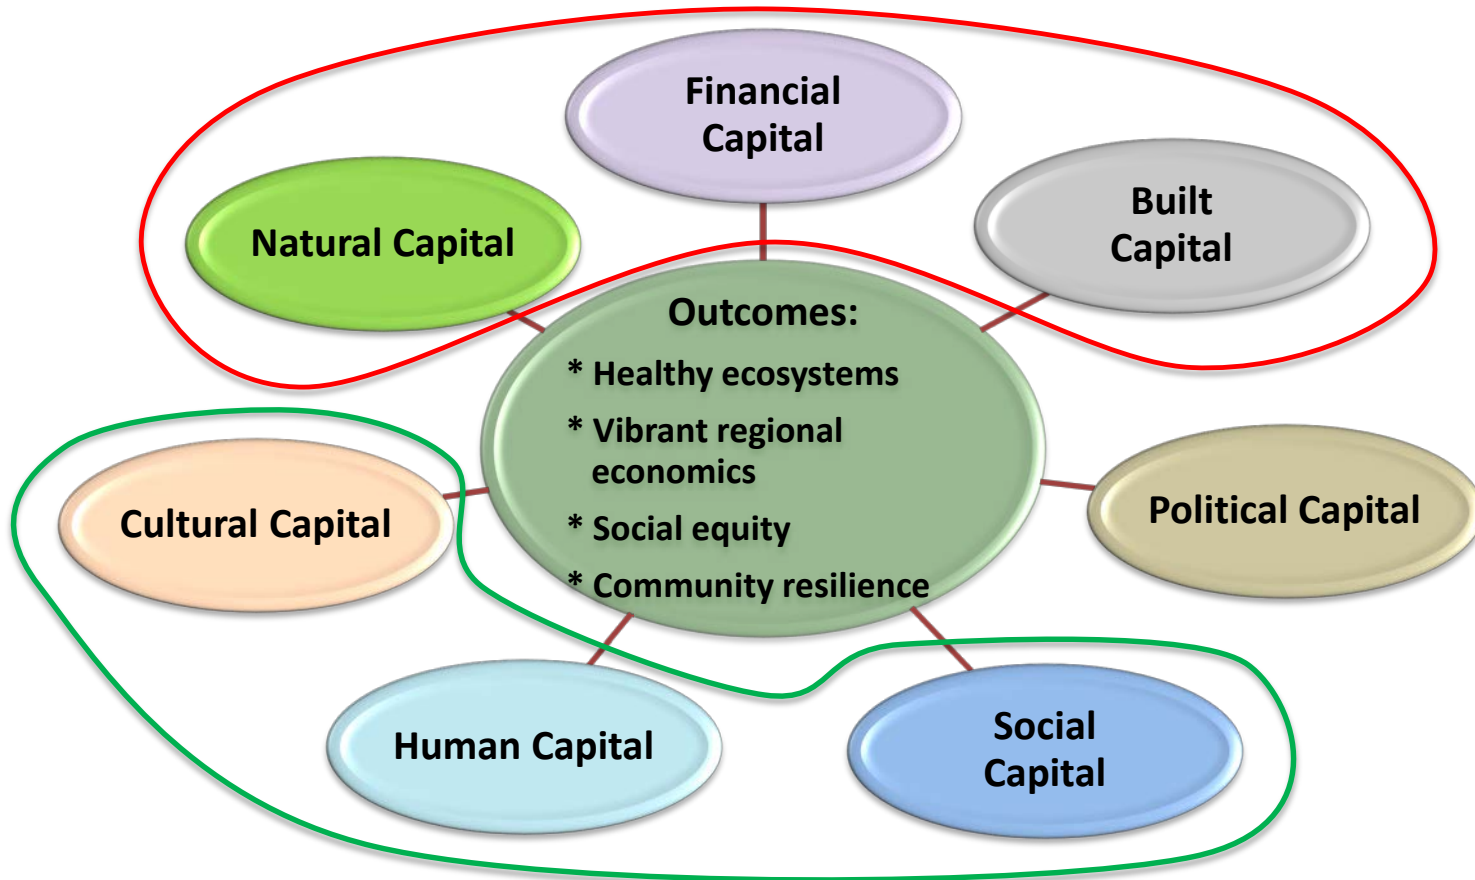 Financial
Capital
Natural Capital
Built
Capital
Outcomes:
* Healthy ecosystems
* Vibrant regional
economics
* Social equity
* Community resilience
Cultural Capital
Political Capital
Human Capital
Social
Capital